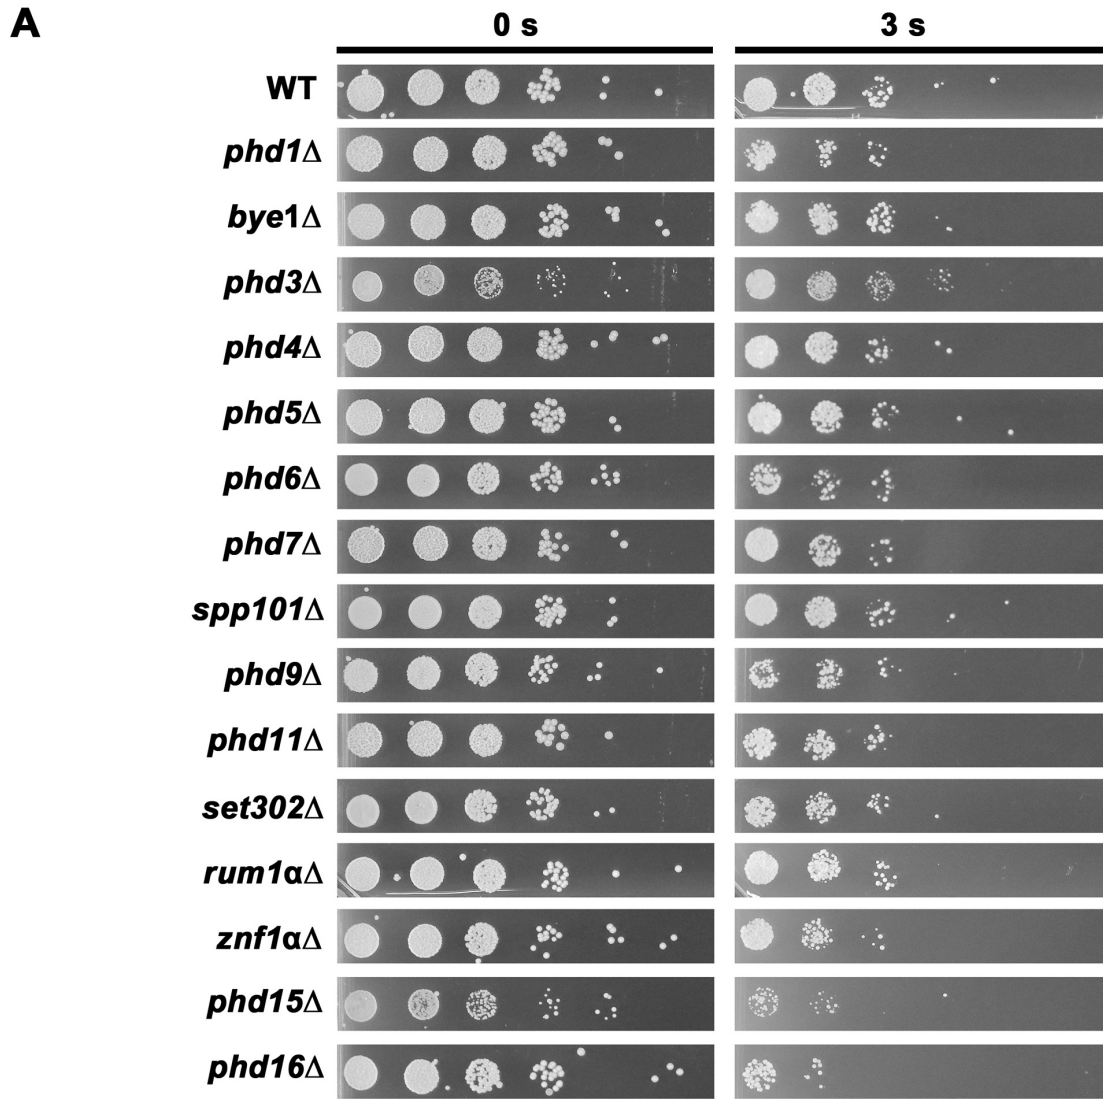 A
0 s 3 s
WT
phd1Δ
bye1Δ
phd3Δ
phd4Δ
phd5Δ
phd6Δ
phd7Δ
spp101Δ
phd9Δ
phd11Δ
set302Δ
rum1αΔ
znf1αΔ
phd15Δ
phd16Δ